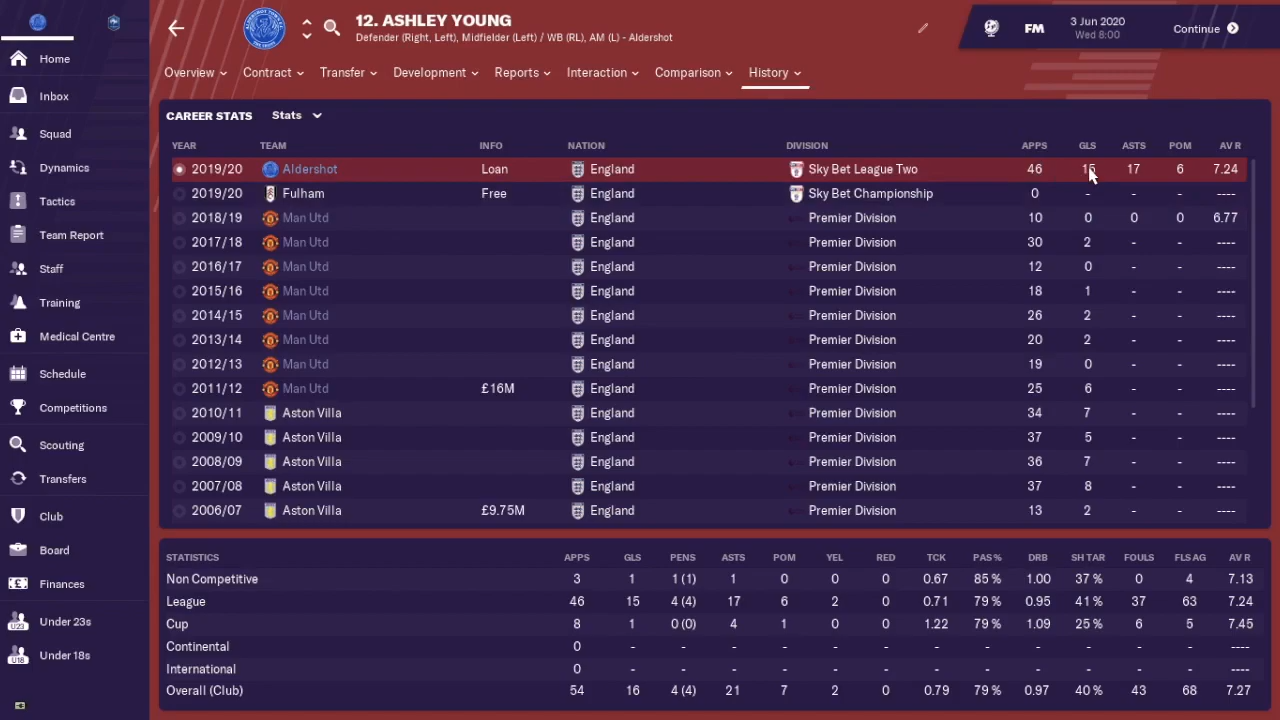 12. ASHLEY YOUNG
Defender (Right, Left), Midfielder (Left) / WB (RL), AM (L) - Aldershot
FM 3 Jun 2020 Continue
Wed 8:00
Overview Contract Transfer Development Reports Interaction Comparison History
Home
Inbox
Squad
Dynamics
Tactics
Team Report
Staff
Training
Medical Centre
Schedule
Competitions
Scouting
Transfers
Club
Board
Finances
U23 Under 23s
U18 Under 18s
CAREER STATS Stats
YEAR TEAM INFO NATION DIVISION APPS GLS ASTS POM AV R
2019/20 Aldershot Loan England Sky Bet League Two 46 15 17 6 7.24
2019/20 Fulham Free England Sky Bet Championship 0 - - - ----
2018/19 Man Utd England Premier Division 10 0 0 0 6.77
2017/18 Man Utd England Premier Division 30 2 - - ----
2016/17 Man Utd England Premier Division 12 0 - - ----
2015/16 Man Utd England Premier Division 18 1 - - ----
2014/15 Man Utd England Premier Division 26 2 - - ----
2013/14 Man Utd England Premier Division 20 2 - - ----
2012/13 Man Utd England Premier Division 19 0 - - ----
2011/12 Man Utd £16M England Premier Division 25 6 - - ----
2010/11 Aston Villa England Premier Division 34 7 - - ----
2009/10 Aston Villa England Premier Division 37 5 - - ----
2008/09 Aston Villa England Premier Division 36 7 - - ----
2007/08 Aston Villa England Premier Division 37 8 - - ----
2006/07 Aston Villa £9.75M England Premier Division 13 2 - - ----
STATISTICS APPS GLS PENS ASTS POM YEL RED TCK PAS % DRB SH TAR FOULS FLS AG AV R
Non Competitive 3 1 1 (1) 1 0 0 0 0.67 85 % 1.00 37 % 0 4 7.13
League 46 15 4 (4) 17 6 2 0 0.71 79 % 0.95 41 % 37 63 7.24
Cup 8 1 0 (0) 4 1 0 0 1.22 79 % 1.09 25 % 6 5 7.45
Continental 0 - - - - - - - - - - - - ----
International 0 - - - - - - - - - - - - ----
Overall (Club) 54 16 4 (4) 21 7 2 0 0.79 79 % 0.97 40 % 43 68 7.27